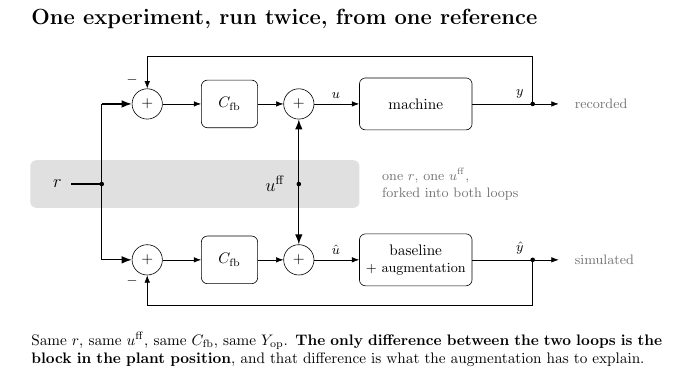 One experiment, run twice, from one reference
−
+
C_fb
+
u
machine
y
recorded
r
u^ff
one r, one u^ff,
forked into both loops
+
−
C_fb
+
û
baseline
+ augmentation
ŷ
simulated
Same r, same u^ff, same C_fb, same Y_op. The only difference between the two loops is the
block in the plant position, and that difference is what the augmentation has to explain.